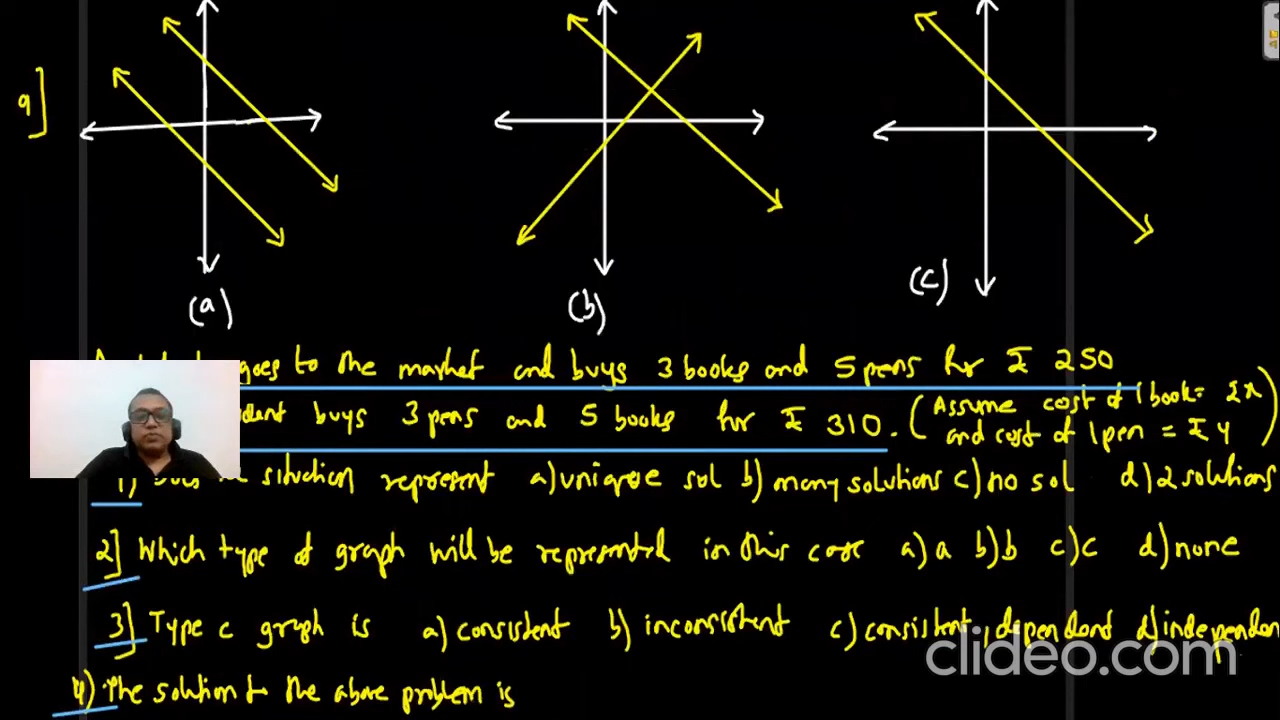 9]
(a)
(b)
(c)
goes to the market and buys 3 books and 5 pens for ₹ 250
buys 3 pens and 5 books for ₹ 310. (Assume cost of 1 book = ₹x
and cost of 1 pen = ₹y)
1) situation represent a) unique sol b) many solutions c) no sol d) 2 solutions
2] Which type of graph will be represented in this case a) a b) b c) c d) none
3] Type c graph is a) consistent b) inconsistent c) consistent, dependent d) independen
4) The solution to the above problem is
clideo.com